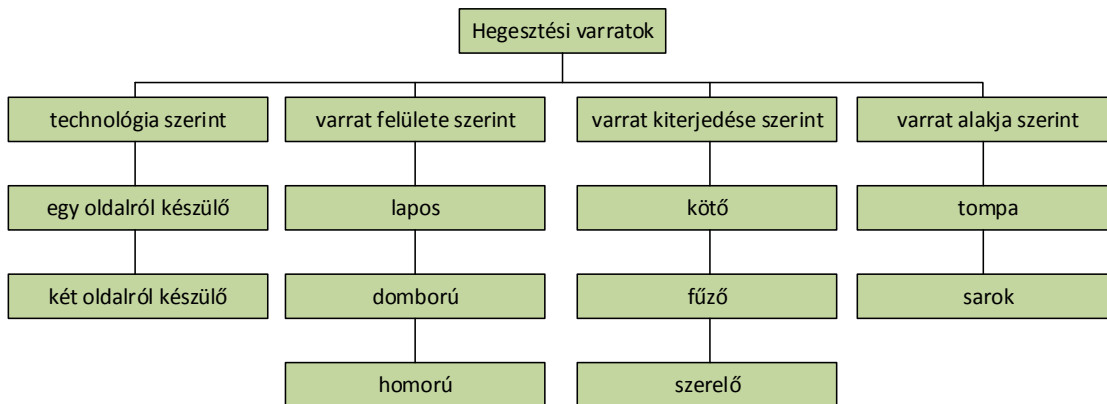 Hegesztési varratok
technológia szerint
varrat felülete szerint
varrat kiterjedése szerint
varrat alakja szerint
egy oldalról készülő
lapos
kötő
tompa
két oldalról készülő
domború
fűző
sarok
homorú
szerelő